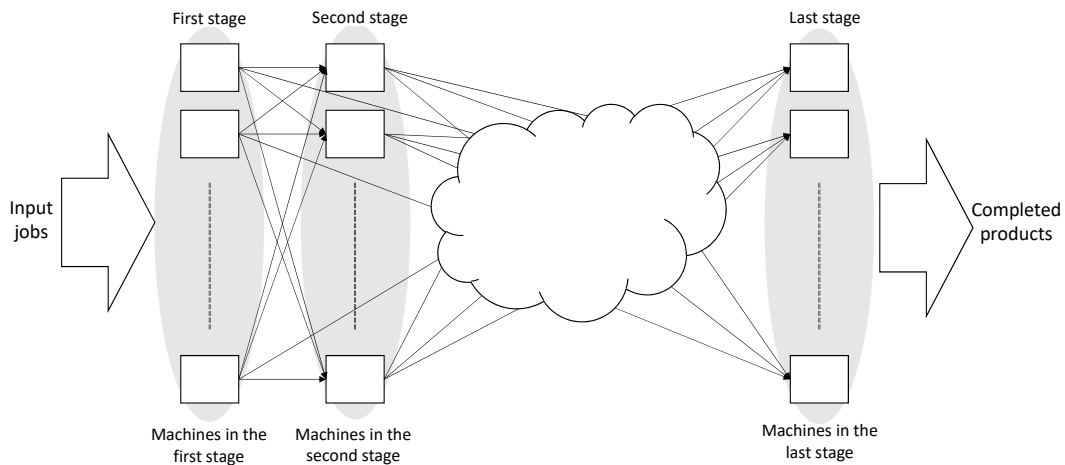 First stage
Second stage
Last stage
Input
jobs
Completed
products
Machines in the
first stage
Machines in the
second stage
Machines in the
last stage